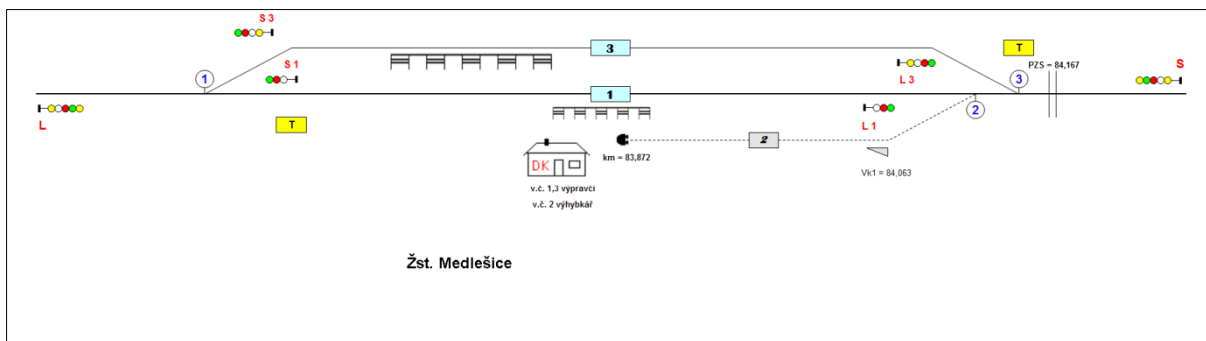 S 3
3
T
PZS = 84,167
S
1
S 1
L 3
3
1
L
T
L 1
2
DK
km = 83,872
2
Vk1 = 84,063
v.č. 1,3 výpravčí
v.č. 2 výhybkář
Žst. Medlešice